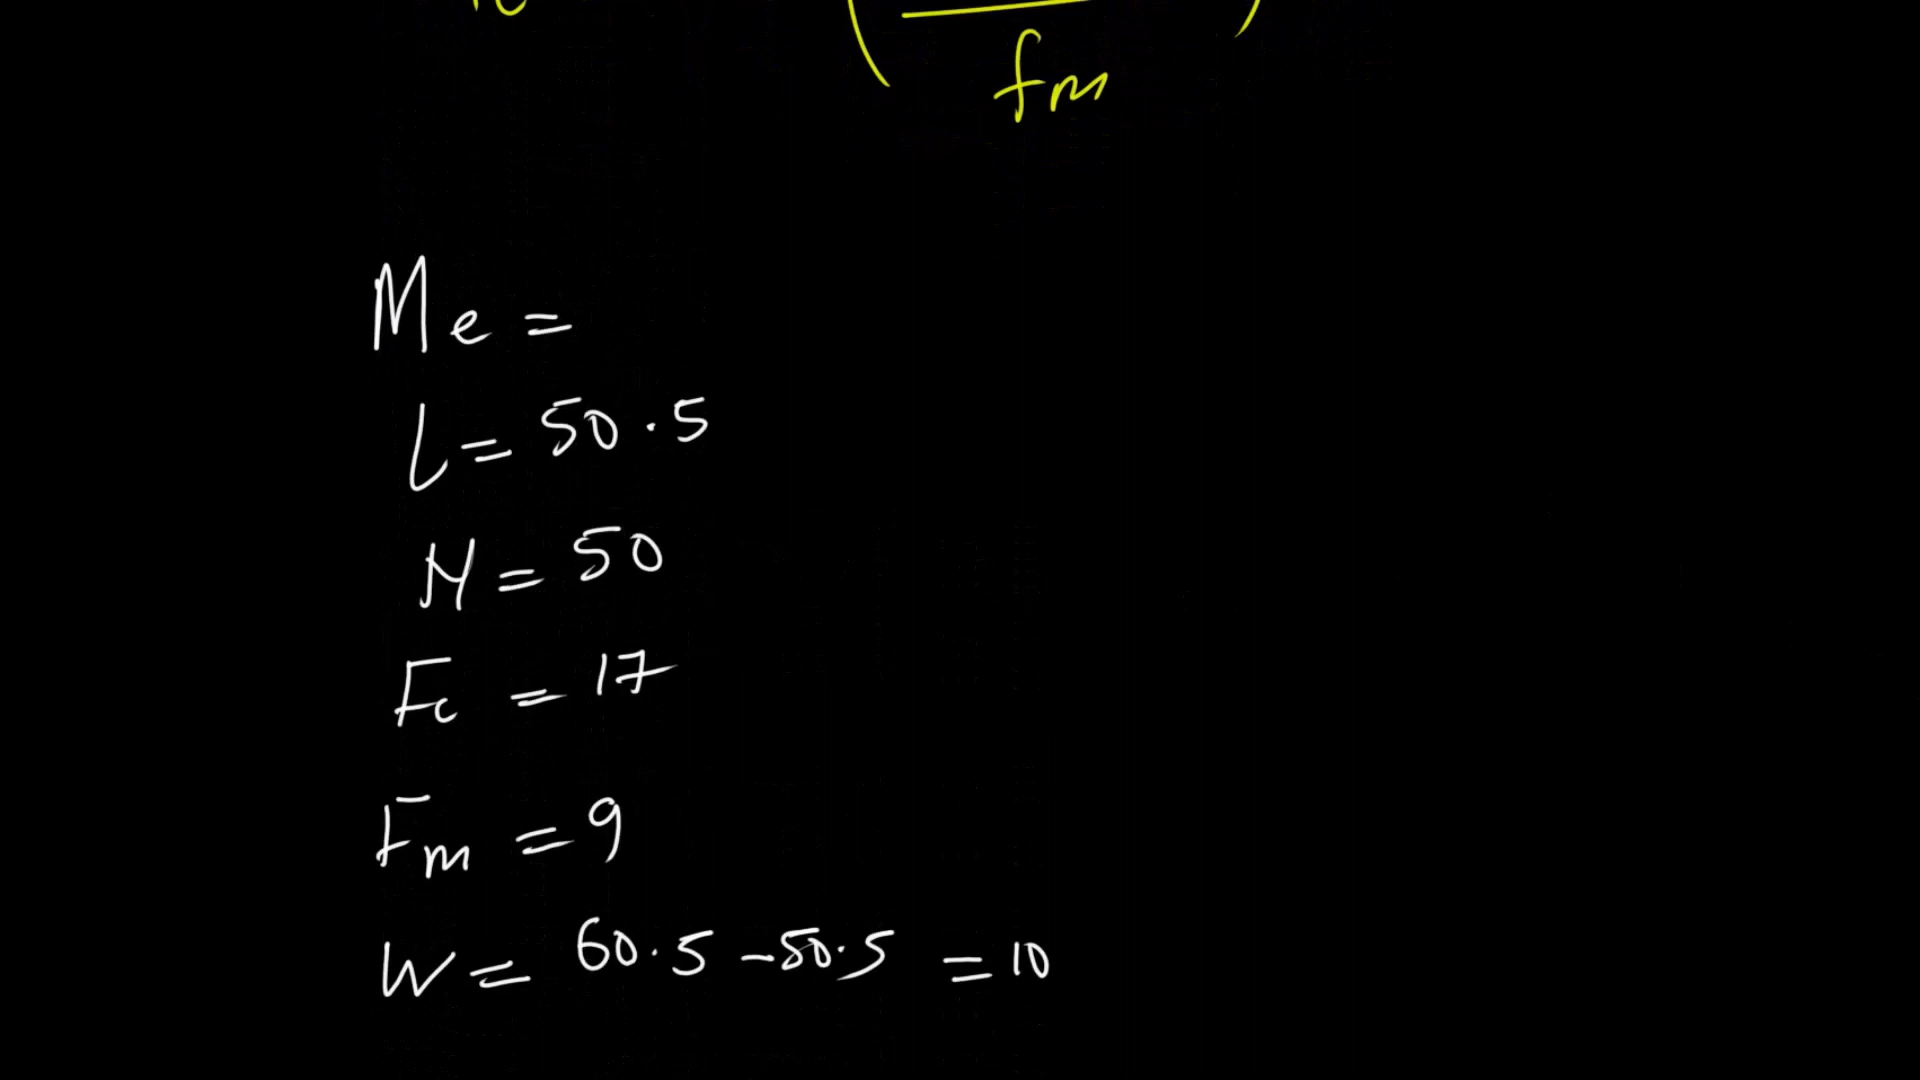 fm
Me =
L = 50.5
N = 50
Fc = 17
Fm = 9
W = 60.5 - 50.5 = 10